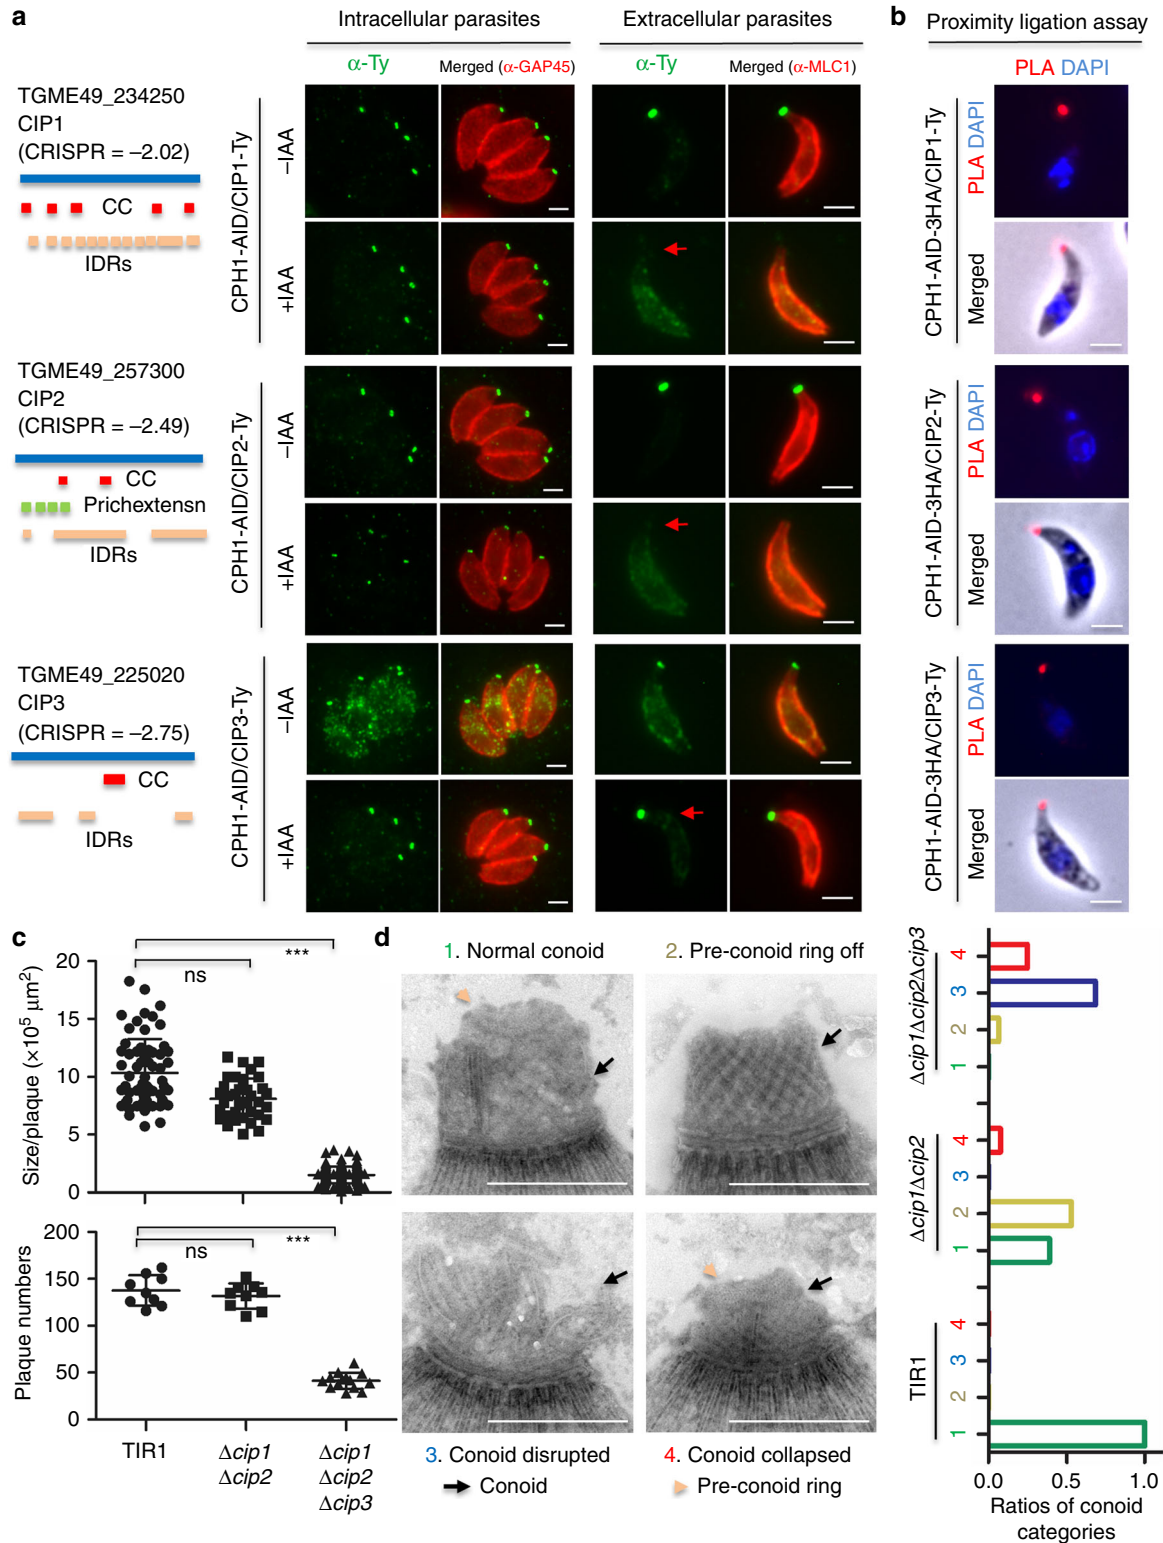 a
Intracellular parasites
Extracellular parasites
α-Ty
Merged (α-GAP45)
α-Ty
Merged (α-MLC1)
TGME49_234250
CIP1
(CRISPR = –2.02)
CC
IDRs
CPH1-AID/CIP1-Ty
–IAA
+IAA
TGME49_257300
CIP2
(CRISPR = –2.49)
CC
Prichextensn
IDRs
CPH1-AID/CIP2-Ty
–IAA
+IAA
TGME49_225020
CIP3
(CRISPR = –2.75)
CC
IDRs
CPH1-AID/CIP3-Ty
–IAA
+IAA
b
Proximity ligation assay
PLA DAPI
CPH1-AID-3HA/CIP1-Ty
PLA DAPI
Merged
CPH1-AID-3HA/CIP2-Ty
PLA DAPI
Merged
CPH1-AID-3HA/CIP3-Ty
PLA DAPI
Merged
c
Size/plaque (×10⁵ μm²)
20
15
10
5
0
ns
***
Plaque numbers
200
150
100
50
0
ns
***
TIR1
Δcip1
Δcip2
Δcip1
Δcip2
Δcip3
d
1. Normal conoid
2. Pre-conoid ring off
3. Conoid disrupted
4. Conoid collapsed
Conoid
Pre-conoid ring
Δcip1Δcip2Δcip3
4
3
2
1
Δcip1Δcip2
4
3
2
1
TIR1
4
3
2
1
0.0
0.5
1.0
Ratios of conoid
categories